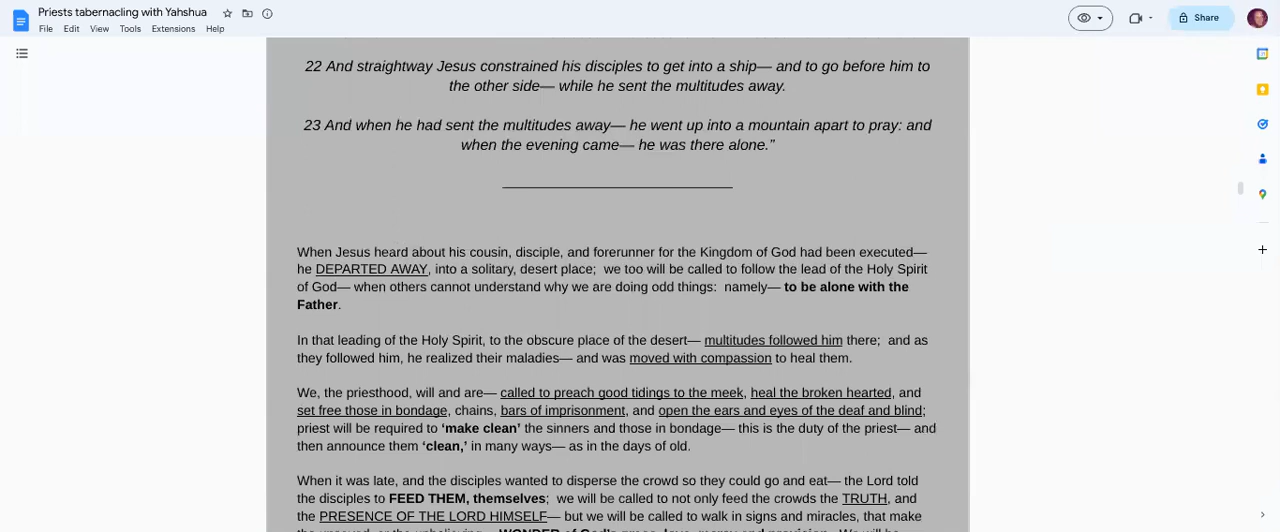 Priests tabernacling with Yahshua
File Edit View Tools Extensions Help
Share
22 And straightway Jesus constrained his disciples to get into a ship— and to go before him to
the other side— while he sent the multitudes away.
23 And when he had sent the multitudes away— he went up into a mountain apart to pray: and
when the evening came— he was there alone.”
When Jesus heard about his cousin, disciple, and forerunner for the Kingdom of God had been executed—
he DEPARTED AWAY, into a solitary, desert place;  we too will be called to follow the lead of the Holy Spirit
of God— when others cannot understand why we are doing odd things:  namely— to be alone with the
Father.
In that leading of the Holy Spirit, to the obscure place of the desert— multitudes followed him there;  and as
they followed him, he realized their maladies— and was moved with compassion to heal them.
We, the priesthood, will and are— called to preach good tidings to the meek, heal the broken hearted, and
set free those in bondage, chains, bars of imprisonment, and open the ears and eyes of the deaf and blind;
priest will be required to ‘make clean’ the sinners and those in bondage— this is the duty of the priest— and
then announce them ‘clean,’ in many ways— as in the days of old.
When it was late, and the disciples wanted to disperse the crowd so they could go and eat— the Lord told
the disciples to FEED THEM, themselves;  we will be called to not only feed the crowds the TRUTH, and
the PRESENCE OF THE LORD HIMSELF— but we will be called to walk in signs and miracles, that make